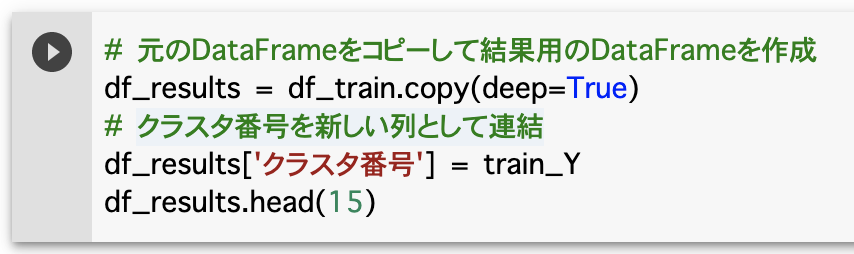 # 元のDataFrameをコピーして結果用のDataFrameを作成
df_results = df_train.copy(deep=True)
# クラスタ番号を新しい列として連結
df_results['クラスタ番号'] = train_Y
df_results.head(15)